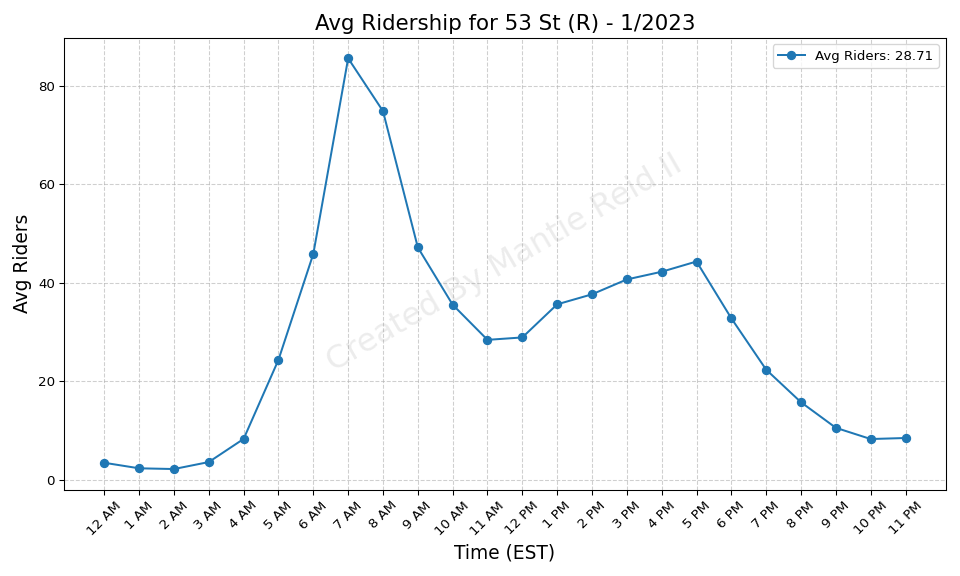 Avg Ridership for 53 St (R) - 1/2023
Avg Riders: 28.71
Avg Riders
80
60
40
20
0
Created By Mantie Reid II
12 AM
1 AM
2 AM
3 AM
4 AM
5 AM
6 AM
7 AM
8 AM
9 AM
10 AM
11 AM
12 PM
1 PM
2 PM
3 PM
4 PM
5 PM
6 PM
7 PM
8 PM
9 PM
10 PM
11 PM
Time (EST)